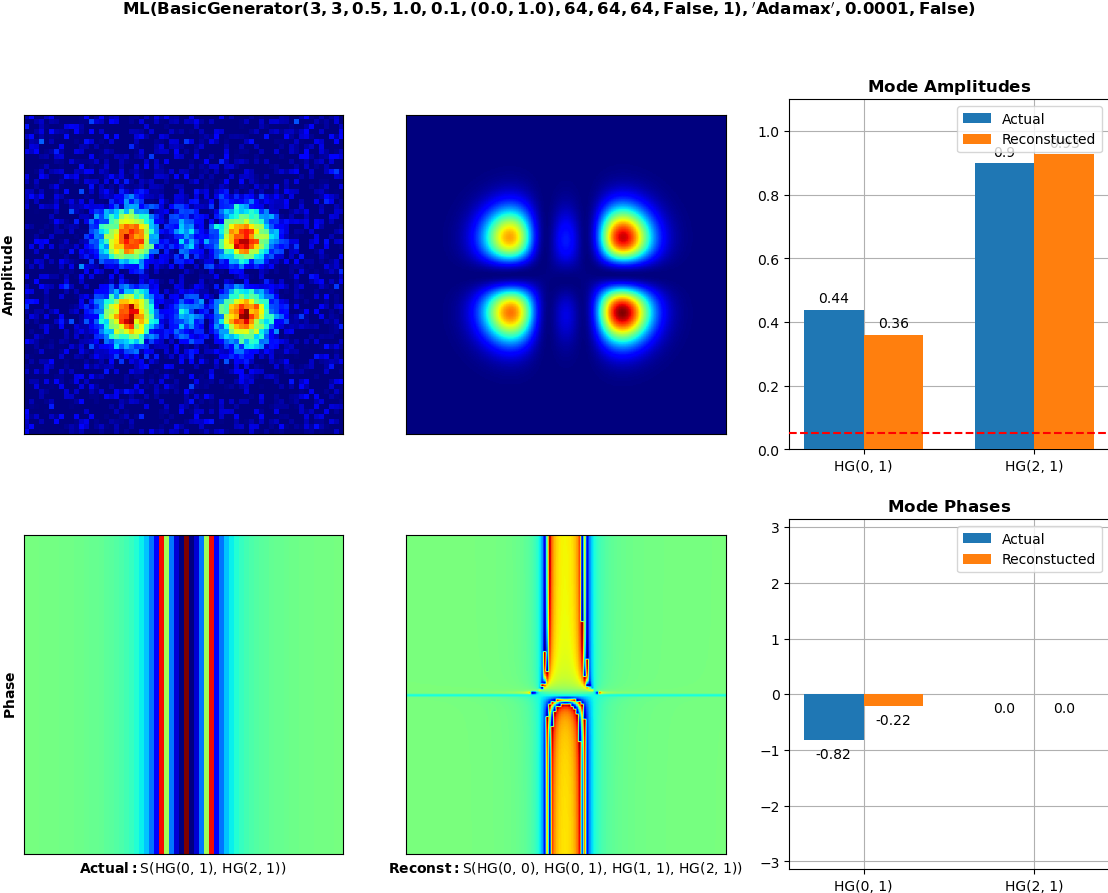 ML(BasicGenerator(3, 3, 0.5, 1.0, 0.1, (0.0, 1.0), 64, 64, 64, False, 1), ′Adamax′, 0.0001, False)
Amplitude
Mode Amplitudes
Actual
Reconstucted
1.0
0.8
0.6
0.4
0.2
0.0
0.9
0.93
0.44
0.36
HG(0, 1)
HG(2, 1)
Phase
Actual: S(HG(0, 1), HG(2, 1))
Reconst: S(HG(0, 0), HG(0, 1), HG(1, 1), HG(2, 1))
Mode Phases
Actual
Reconstucted
3
2
1
0
−1
−2
−3
-0.82
-0.22
0.0
0.0
HG(0, 1)
HG(2, 1)